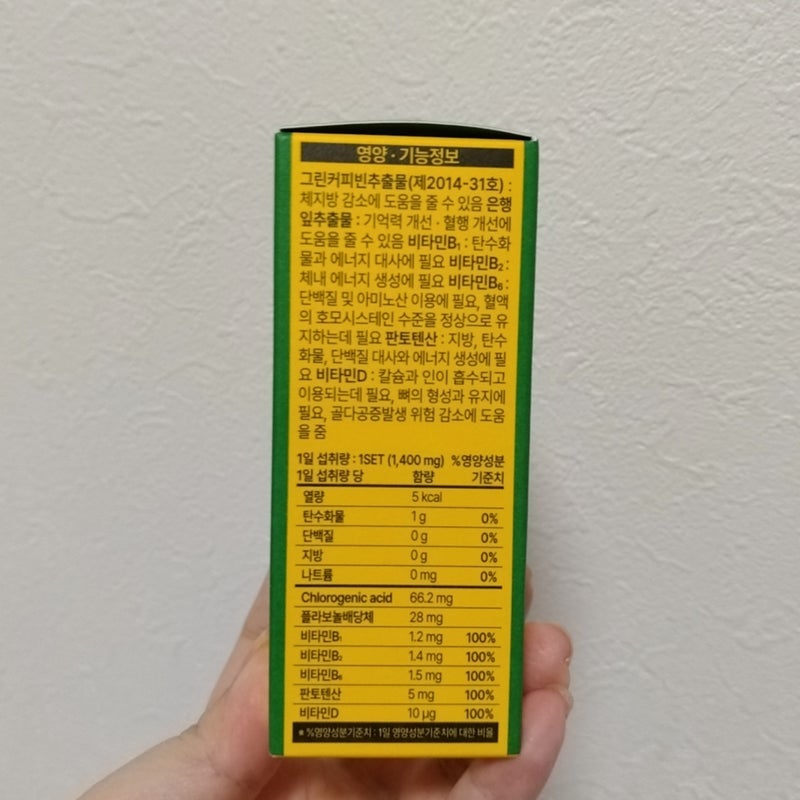 영양 · 기능정보
그린커피빈추출물(제2014-31호) :
체지방 감소에 도움을 줄 수 있음 은행
잎추출물 : 기억력 개선 · 혈행 개선에
도움을 줄 수 있음 비타민B₁ : 탄수화
물과 에너지 대사에 필요 비타민B₂ :
체내 에너지 생성에 필요 비타민B₆ :
단백질 및 아미노산 이용에 필요, 혈액
의 호모시스테인 수준을 정상으로 유
지하는데 필요 판토텐산 : 지방, 탄수
화물, 단백질 대사와 에너지 생성에 필
요 비타민D : 칼슘과 인이 흡수되고
이용되는데 필요, 뼈의 형성과 유지에
필요, 골다공증발생 위험 감소에 도움
을 줌
1일 섭취량 : 1SET (1,400 mg) %영양성분
1일 섭취량 당 함량 기준치
열량 5 kcal
탄수화물 1 g 0%
단백질 0 g 0%
지방 0 g 0%
나트륨 0 mg 0%
Chlorogenic acid 66.2 mg
플라보놀배당체 28 mg
비타민B₁ 1.2 mg 100%
비타민B₂ 1.4 mg 100%
비타민B₆ 1.5 mg 100%
판토텐산 5 mg 100%
비타민D 10 µg 100%
* %영양성분기준치 : 1일 영양성분기준치에 대한 비율